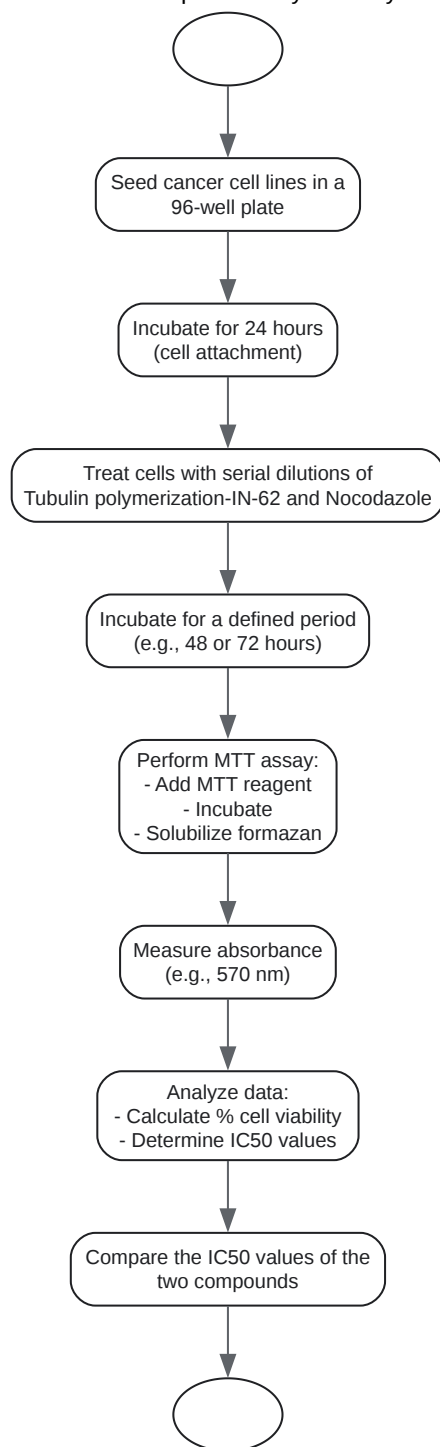 Seed cancer cell lines in a
96-well plate
Incubate for 24 hours
(cell attachment)
Treat cells with serial dilutions of
Tubulin polymerization-IN-62 and Nocodazole
Incubate for a defined period
(e.g., 48 or 72 hours)
Perform MTT assay:
- Add MTT reagent
- Incubate
- Solubilize formazan
Measure absorbance
(e.g., 570 nm)
Analyze data:
- Calculate % cell viability
- Determine IC50 values
Compare the IC50 values of the
two compounds